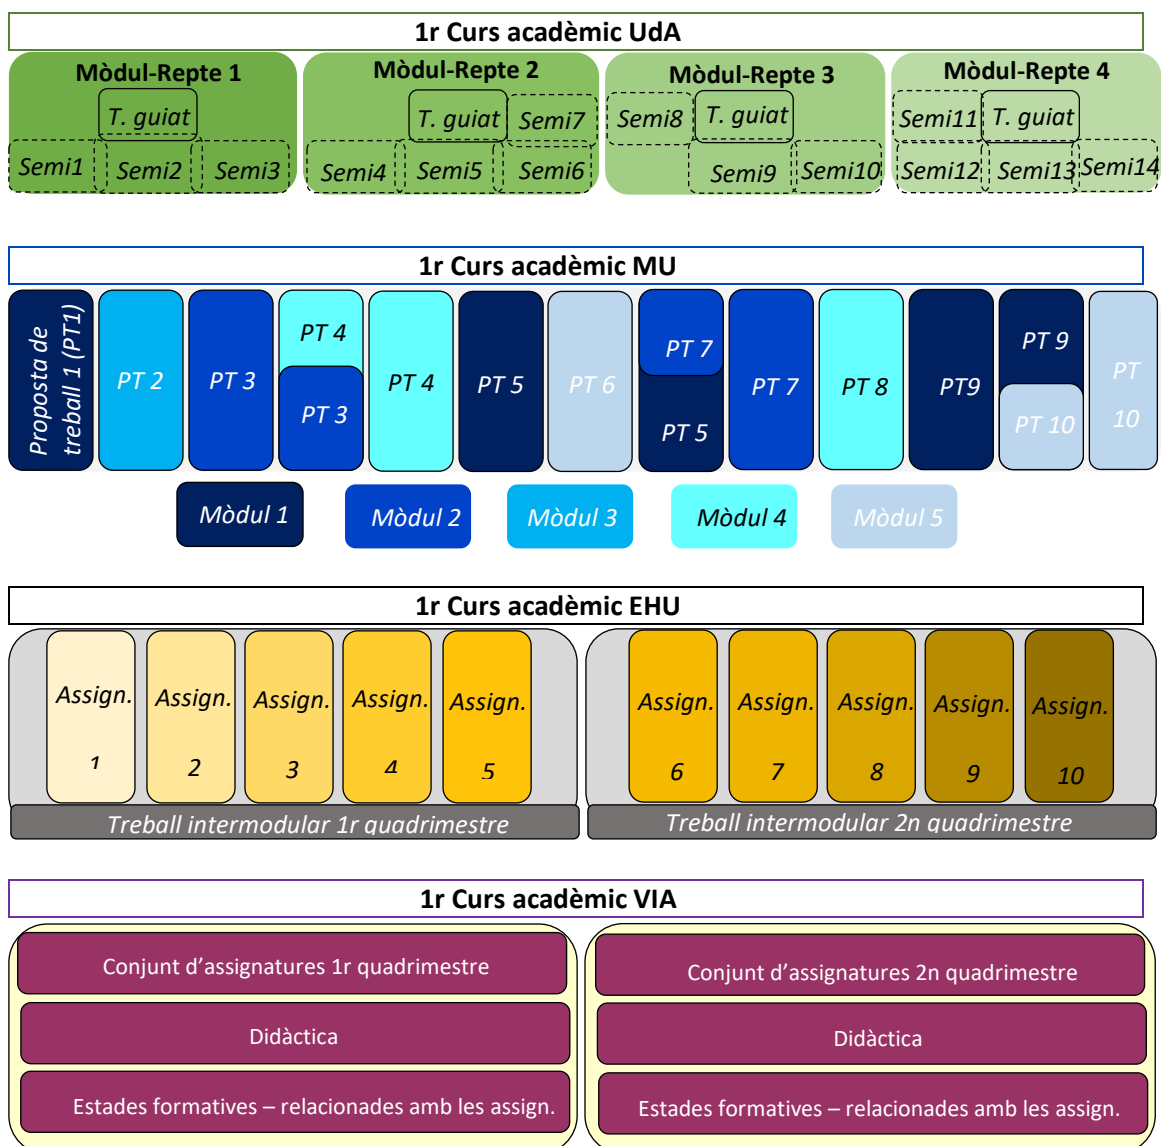 1r Curs acadèmic UdA
Mòdul-Repte 1
T. guiat
Semi1
Semi2
Semi3
Mòdul-Repte 2
T. guiat
Semi7
Semi4
Semi5
Semi6
Mòdul-Repte 3
Semi8
T. guiat
Semi9
Semi10
Mòdul-Repte 4
Semi11
T. guiat
Semi12
Semi13
Semi14
1r Curs acadèmic MU
Proposta de
treball 1 (PT1)
PT 2
PT 3
PT 4
PT 3
PT 4
PT 5
PT 6
PT 7
PT 5
PT 7
PT 8
PT9
PT 9
PT 10
PT
10
Mòdul 1
Mòdul 2
Mòdul 3
Mòdul 4
Mòdul 5
1r Curs acadèmic EHU
Assign.
1
Assign.
2
Assign.
3
Assign.
4
Assign.
5
Treball intermodular 1r quadrimestre
Assign.
6
Assign.
7
Assign.
8
Assign.
9
Assign.
10
Treball intermodular 2n quadrimestre
1r Curs acadèmic VIA
Conjunt d’assignatures 1r quadrimestre
Didàctica
Estades formatives – relacionades amb les assign.
Conjunt d’assignatures 2n quadrimestre
Didàctica
Estades formatives – relacionades amb les assign.